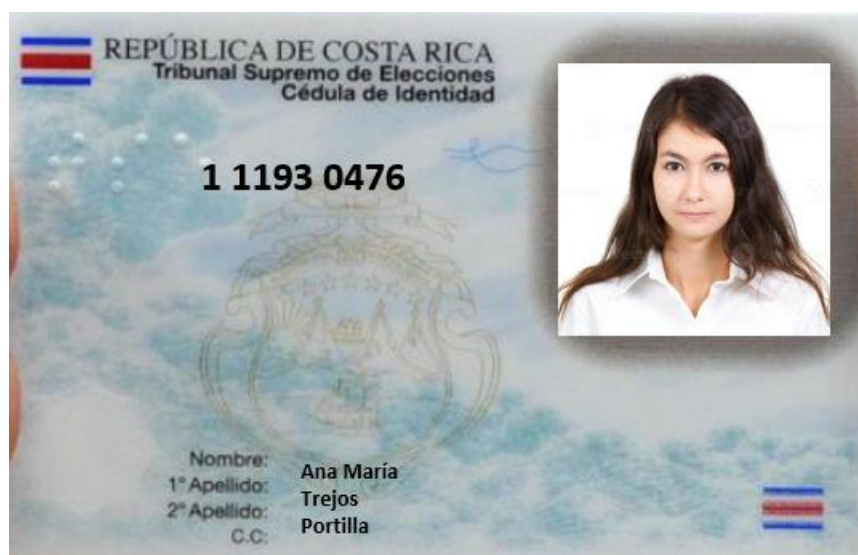 REPÚBLICA DE COSTA RICA
Tribunal Supremo de Elecciones
Cédula de Identidad
1 1193 0476
Nombre: Ana María
1° Apellido: Trejos
2° Apellido: Portilla
C.C: